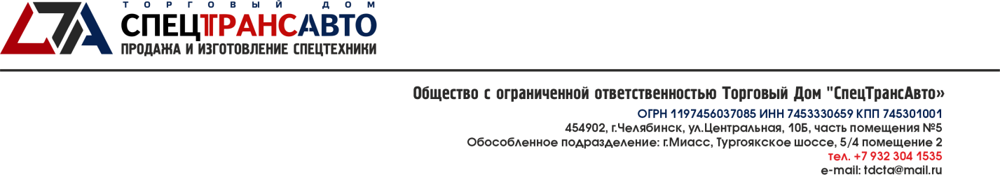 ТОРГОВЫЙ ДОМ
СПЕЦТРАНСАВТО
ПРОДАЖА И ИЗГОТОВЛЕНИЕ СПЕЦТЕХНИКИ
Общество с ограниченной ответственностью Торговый Дом "СпецТрансАвто»
ОГРН 1197456037085 ИНН 7453330659 КПП 745301001
454902, г.Челябинск, ул.Центральная, 10Б, часть помещения №5
Обособленное подразделение: г.Миасс, Тургоякское шоссе, 5/4 помещение 2
тел. +7 932 304 1535
e-mail: tdcta@mail.ru